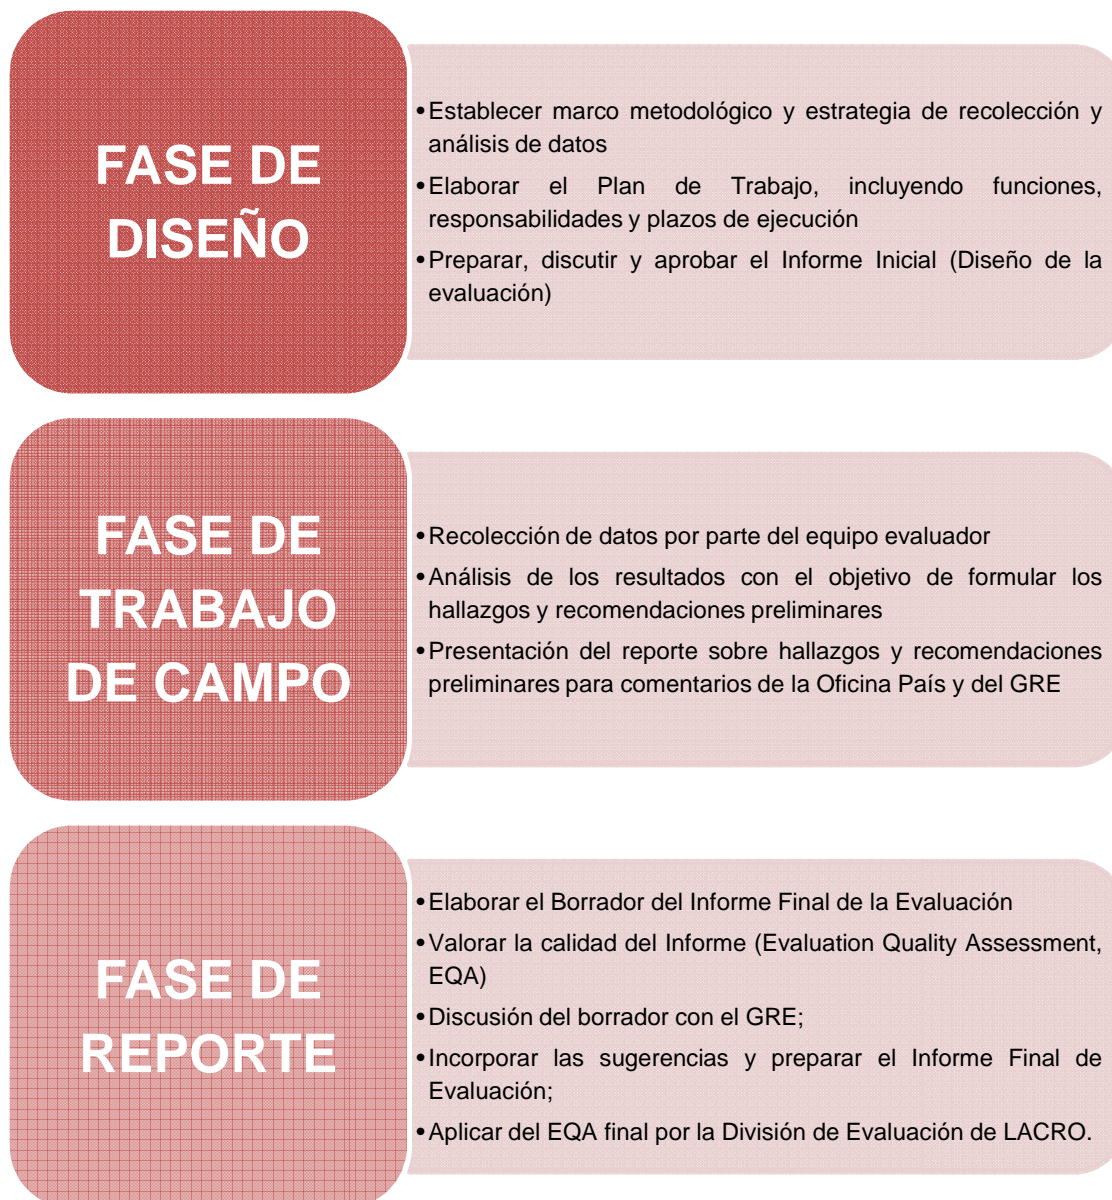 FASE DE
DISEÑO
•Establecer marco metodológico y estrategia de recolección y
análisis de datos
•Elaborar el Plan de Trabajo, incluyendo funciones,
responsabilidades y plazos de ejecución
•Preparar, discutir y aprobar el Informe Inicial (Diseño de la
evaluación)
FASE DE
TRABAJO
DE CAMPO
•Recolección de datos por parte del equipo evaluador
•Análisis de los resultados con el objetivo de formular los
hallazgos y recomendaciones preliminares
•Presentación del reporte sobre hallazgos y recomendaciones
preliminares para comentarios de la Oficina País y del GRE
FASE DE
REPORTE
•Elaborar el Borrador del Informe Final de la Evaluación
•Valorar la calidad del Informe (Evaluation Quality Assessment,
EQA)
•Discusión del borrador con el GRE;
•Incorporar las sugerencias y preparar el Informe Final de
Evaluación;
•Aplicar del EQA final por la División de Evaluación de LACRO.